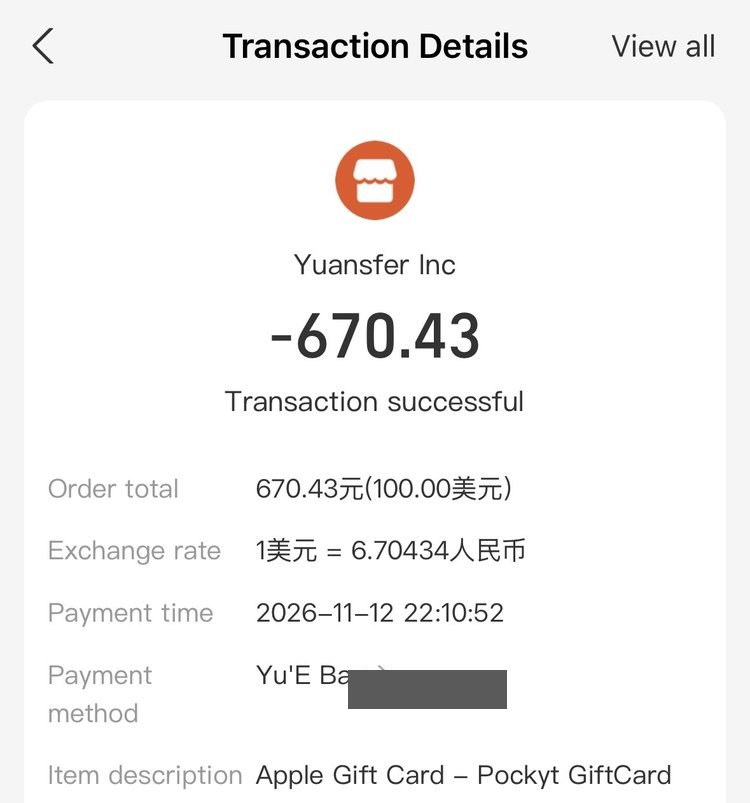 Transaction Details
View all
Yuansfer Inc
-670.43
Transaction successful
Order total 670.43元(100.00美元)
Exchange rate 1美元 = 6.70434人民币
Payment time 2026-11-12 22:10:52
Payment Yu'E
method
Item description Apple Gift Card – Pockyt GiftCard